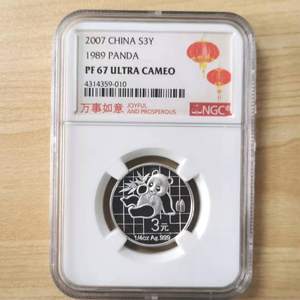 2007 CHINA S3Y
1989 PANDA
PF 67 ULTRA CAMEO
4314359-010
万事如意 JOYFUL AND PROSPEROUS
NGC
3元
1/4oz Ag.999